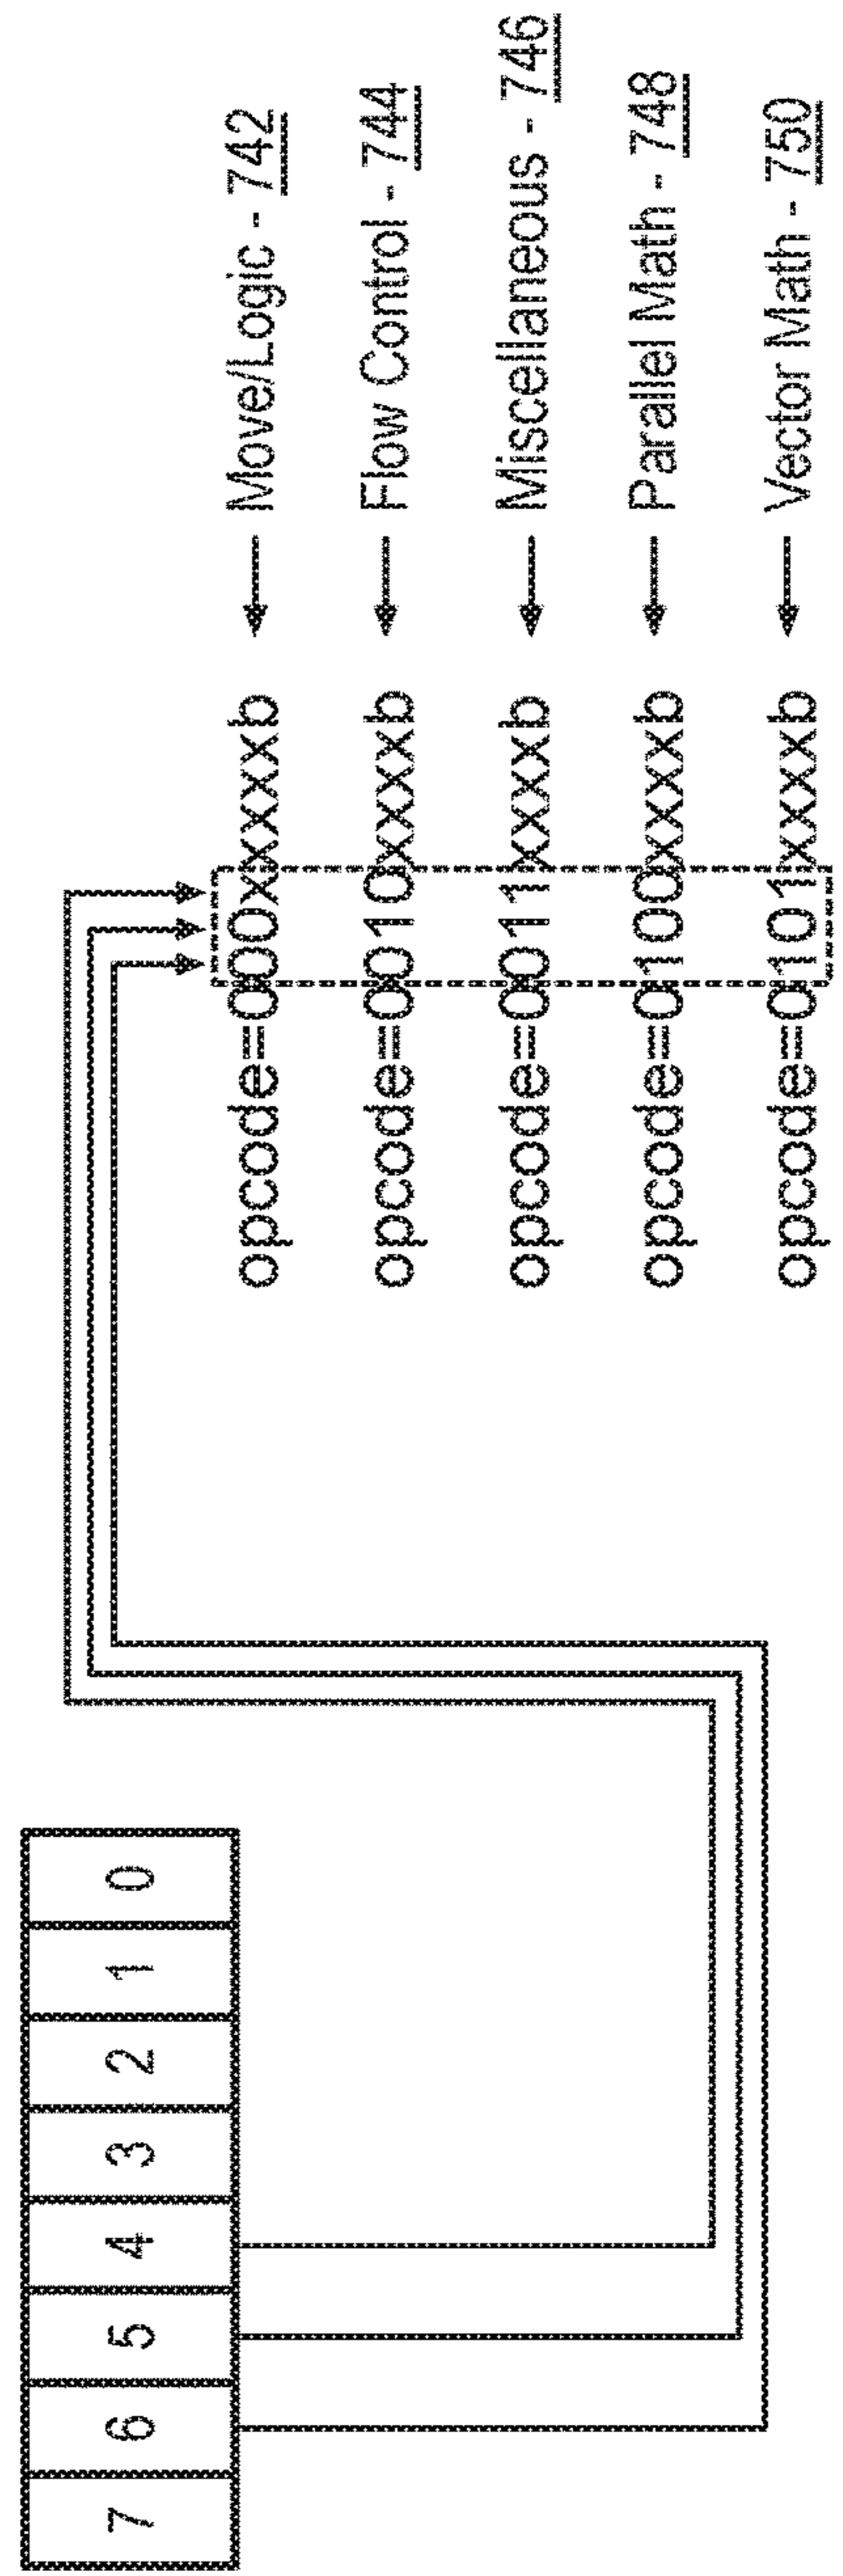 7 6 5 4 3 2 1 0
opcode=000xxxxxb ← Move/Logic - 742
opcode=0010xxxxb ← Flow Control - 744
opcode=0011xxxxb ← Miscellaneous - 746
opcode=0100xxxxb ← Parallel Math - 748
opcode=0101xxxxb ← Vector Math - 750